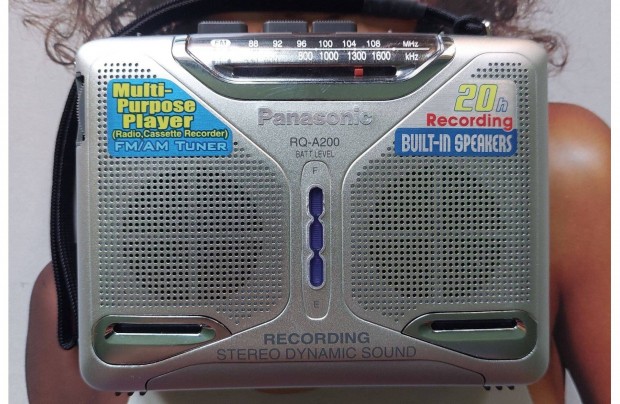 FM 88 92 96 100 104 108 MHz
800 1000 1300 1600 kHz
Multi-
Purpose
Player
(Radio, Cassette Recorder)
FM/AM TUNER
20h
Recording
BUILT-IN SPEAKERS
Panasonic
RQ-A200
BATT LEVEL
F
E
RECORDING
STEREO DYNAMIC SOUND